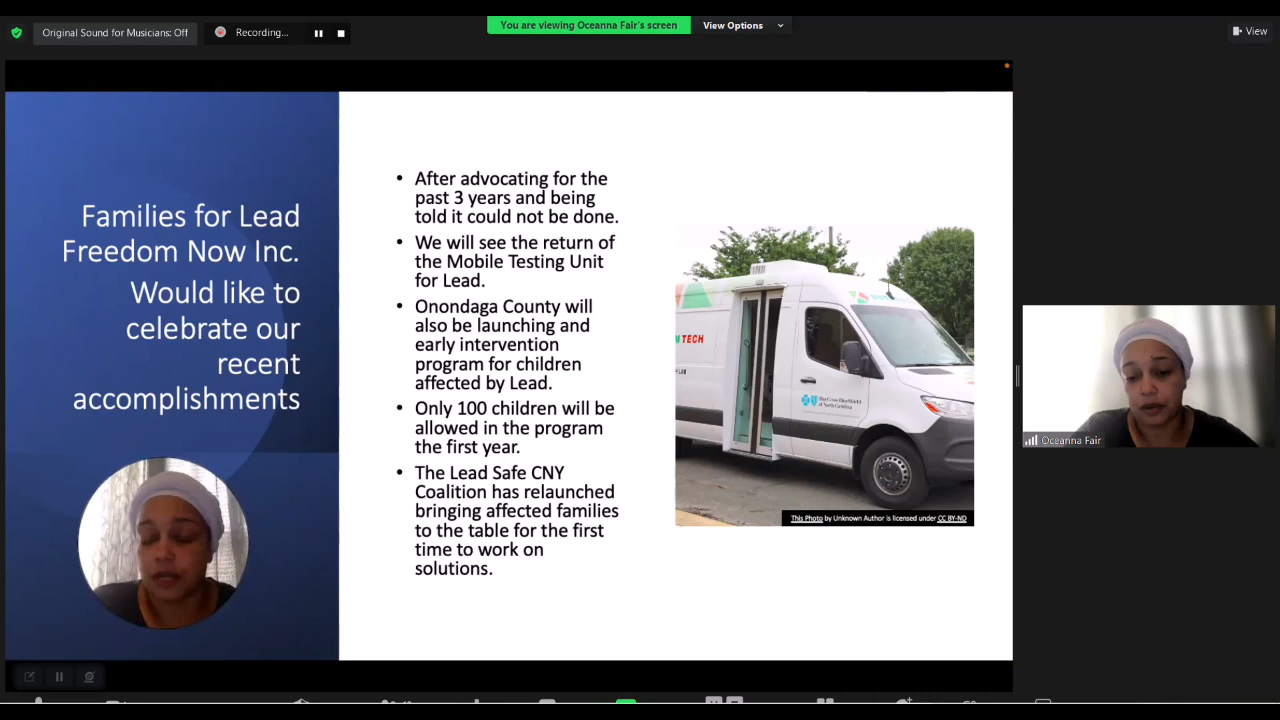 You are viewing Oceanna Fair's screen
View Options
Original Sound for Musicians: Off
Recording...
View
Families for Lead
Freedom Now Inc.
Would like to
celebrate our
recent
accomplishments
• After advocating for the
past 3 years and being
told it could not be done.
• We will see the return of
the Mobile Testing Unit
for Lead.
• Onondaga County will
also be launching and
early intervention
program for children
affected by Lead.
• Only 100 children will be
allowed in the program
the first year.
• The Lead Safe CNY
Coalition has relaunched
bringing affected families
to the table for the first
time to work on
solutions.
TECH
LAB
BlueCross BlueShield
of North Carolina
This Photo by Unknown Author is licensed under CC BY-ND
Oceanna Fair